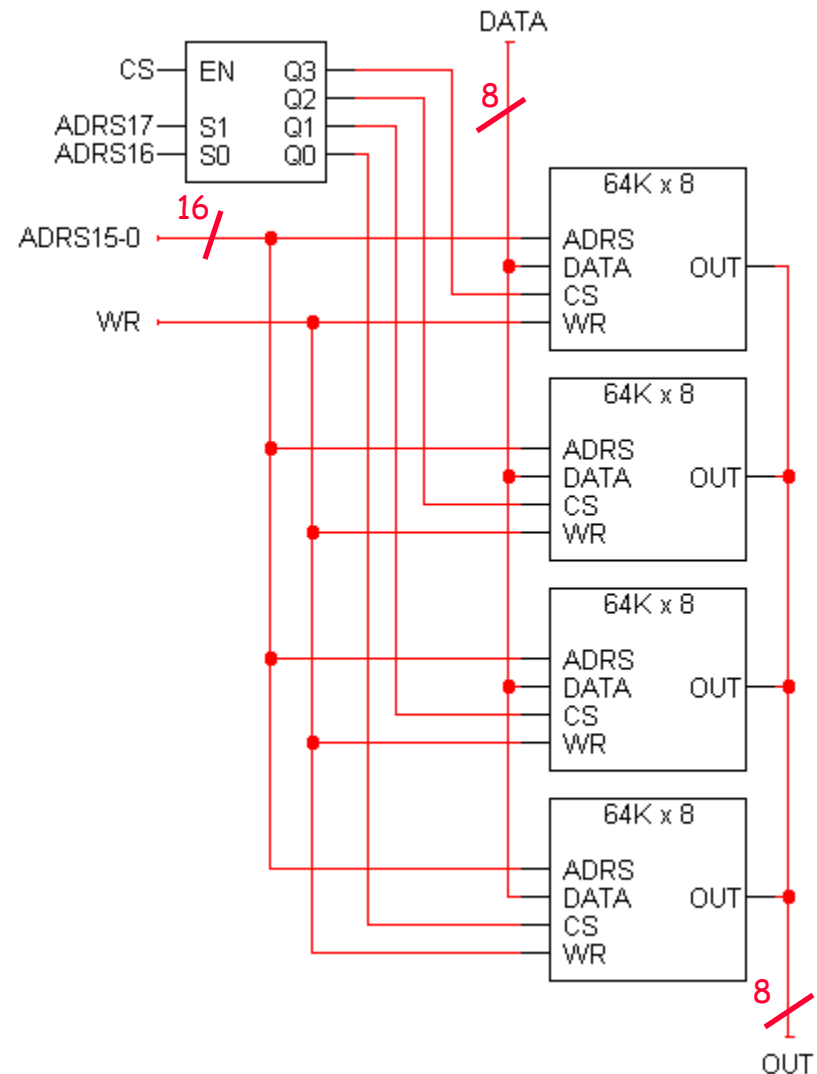 DATA
CS
EN Q3
Q2
8
ADRS17
S1 Q1
ADRS16
S0 Q0
64K x 8
16
ADRS15-0
ADRS
DATA OUT
CS
WR
WR
64K x 8
ADRS
DATA OUT
CS
WR
64K x 8
ADRS
DATA OUT
CS
WR
64K x 8
ADRS
DATA OUT
CS
WR
8
OUT